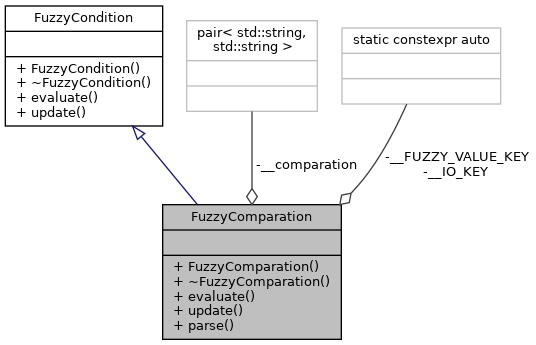 FuzzyCondition
+ FuzzyCondition()
+ ~FuzzyCondition()
+ evaluate()
+ update()
pair< std::string,
std::string >
static constexpr auto
-__comparation
-__FUZZY_VALUE_KEY
-__IO_KEY
FuzzyComparation
+ FuzzyComparation()
+ ~FuzzyComparation()
+ evaluate()
+ update()
+ parse()